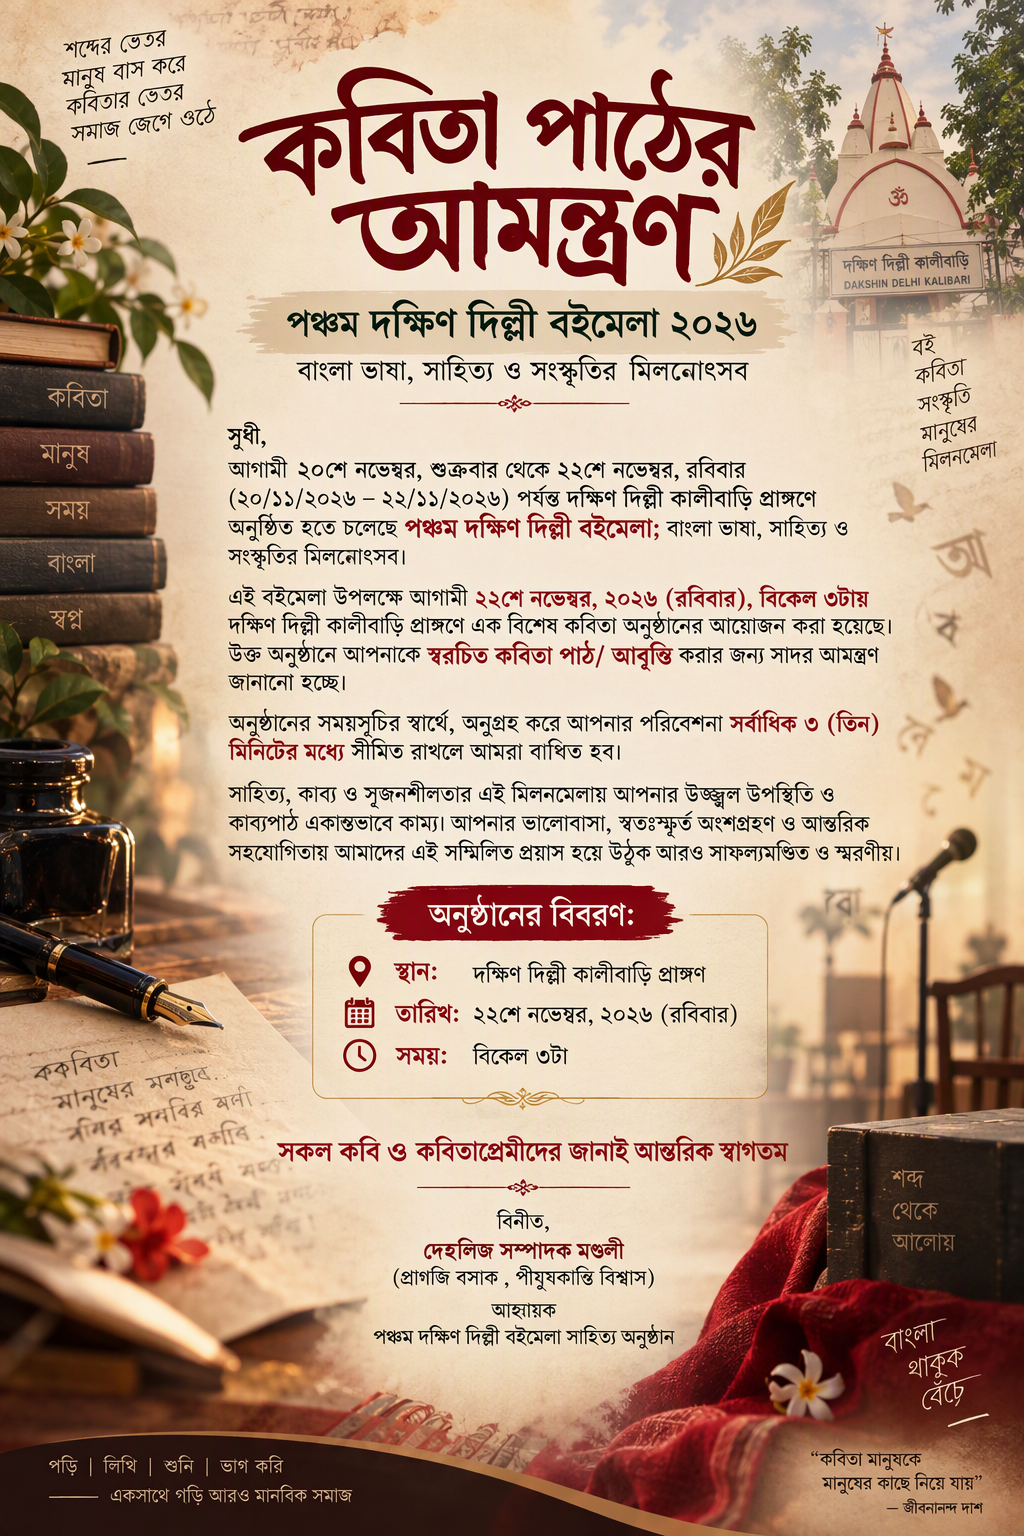 শব্দের ভেতর
মানুষ বাস করে
কবিতার ভেতর
সমাজ জেগে ওঠে
কবিতা পাঠের
আমন্ত্রণ
ॐ
দক্ষিণ দিল্লী কালীবাড়ি
DAKSHIN DELHI KALIBARI
পঞ্চম দক্ষিণ দিল্লী বইমেলা ২০২৬
বাংলা ভাষা, সাহিত্য ও সংস্কৃতির মিলনোৎসব
বই
কবিতা
সংস্কৃতি
মানুষের
মিলনমেলা
কবিতা
মানুষ
সময়
বাংলা
স্বপ্ন
সুধী,
আগামী ২০শে নভেম্বর, শুক্রবার থেকে ২২শে নভেম্বর, রবিবার
(২০/১১/২০২৬ – ২২/১১/২০২৬) পর্যন্ত দক্ষিণ দিল্লী কালীবাড়ি প্রাঙ্গণে
অনুষ্ঠিত হতে চলেছে পঞ্চম দক্ষিণ দিল্লী বইমেলা; বাংলা ভাষা, সাহিত্য ও
সংস্কৃতির মিলনোৎসব।
এই বইমেলা উপলক্ষে আগামী ২২শে নভেম্বর, ২০২৬ (রবিবার), বিকেল ৩টায়
দক্ষিণ দিল্লী কালীবাড়ি প্রাঙ্গণে এক বিশেষ কবিতা অনুষ্ঠানের আয়োজন করা হয়েছে।
উক্ত অনুষ্ঠানে আপনাকে স্বরচিত কবিতা পাঠ/ আবৃত্তি করার জন্য সাদর আমন্ত্রণ
জানানো হচ্ছে।
অনুষ্ঠানের সময়সূচির স্বার্থে, অনুগ্রহ করে আপনার পরিবেশনা সর্বাধিক ৩ (তিন)
মিনিটের মধ্যে সীমিত রাখলে আমরা বাধিত হব।
সাহিত্য, কাব্য ও সৃজনশীলতার এই মিলনমেলায় আপনার উজ্জ্বল উপস্থিতি ও
কাব্যপাঠ একান্তভাবে কাম্য। আপনার ভালোবাসা, স্বতঃস্ফূর্ত অংশগ্রহণ ও আন্তরিক
সহযোগিতায় আমাদের এই সম্মিলিত প্রয়াস হয়ে উঠুক আরও সাফল্যমণ্ডিত ও স্মরণীয়।
অ
ব
নে
ম
অনুষ্ঠানের বিবরণ:
স্থান: দক্ষিণ দিল্লী কালীবাড়ি প্রাঙ্গণ
তারিখ: ২২শে নভেম্বর, ২০২৬ (রবিবার)
সময়: বিকেল ৩টা
ককবিতা
মানুষের
সকল কবি ও কবিতাপ্রেমীদের জানাই আন্তরিক স্বাগতম
বিনীত,
দেহলিজ সম্পাদক মণ্ডলী
(প্রাগজি বসাক , পীযুষকান্তি বিশ্বাস)
আহ্বায়ক
পঞ্চম দক্ষিণ দিল্লী বইমেলা সাহিত্য অনুষ্ঠান
শব্দ
থেকে
আলোয়
বাংলা
থাকুক
বেঁচে
পড়ি | লিখি | শুনি | ভাগ করি
একসাথে গড়ি আরও মানবিক সমাজ
“কবিতা মানুষকে
মানুষের কাছে নিয়ে যায়”
– জীবনানন্দ দাশ